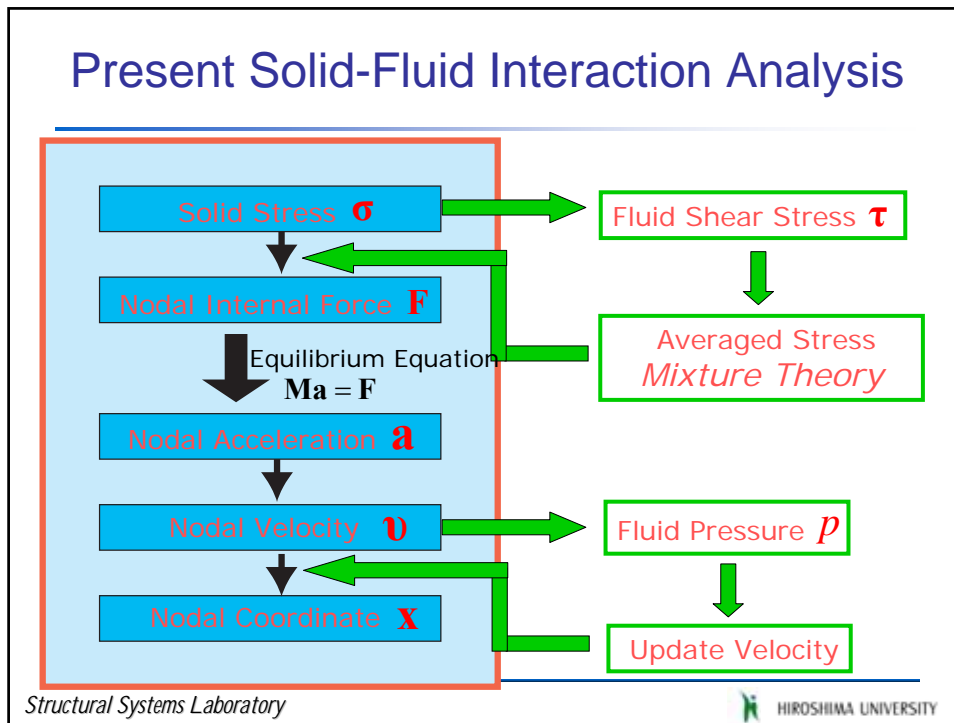 Present Solid-Fluid Interaction Analysis
Solid Stress σ
Nodal Internal Force F
Equilibrium Equation
Ma = F
Nodal Acceleration a
Nodal Velocity υ
Nodal Coordinate x
Fluid Shear Stress τ
Averaged Stress
Mixture Theory
Fluid Pressure p
Update Velocity
Structural Systems Laboratory
HIROSHIMA UNIVERSITY